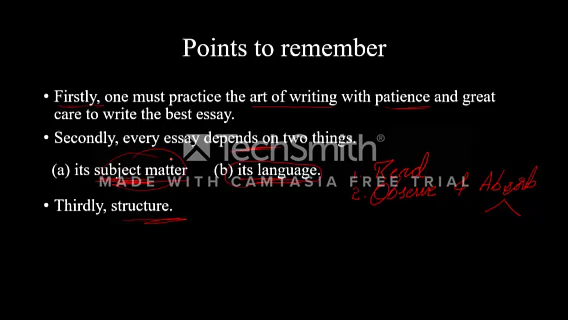 Points to remember
• Firstly, one must practice the art of writing with patience and great
care to write the best essay.
• Secondly, every essay depends on two things.
TechSmith®
(a) its subject matter (b) its language.
1. Read
MADE WITH CAMTASIA FREE TRIAL
2. Observe & Absorb
• Thirdly, structure.